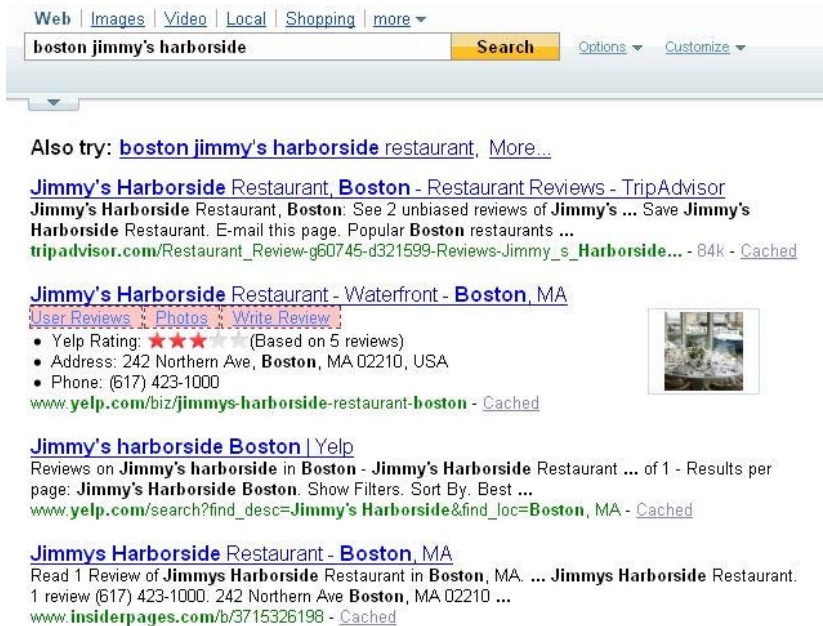 Web | Images | Video | Local | Shopping | more
boston jimmy's harborside Search Options Customize
Also try: boston jimmy's harborside restaurant, More...
Jimmy's Harborside Restaurant, Boston - Restaurant Reviews - TripAdvisor
Jimmy's Harborside Restaurant, Boston: See 2 unbiased reviews of Jimmy's ... Save Jimmy's
Harborside Restaurant. E-mail this page. Popular Boston restaurants ...
tripadvisor.com/Restaurant_Review-g60745-d321599-Reviews-Jimmy_s_Harborside... - 84k - Cached
Jimmy's Harborside Restaurant - Waterfront - Boston, MA
User Reviews Photos Write Review
• Yelp Rating: (Based on 5 reviews)
• Address: 242 Northern Ave, Boston, MA 02210, USA
• Phone: (617) 423-1000
www.yelp.com/biz/jimmys-harborside-restaurant-boston - Cached
Jimmy's harborside Boston | Yelp
Reviews on Jimmy's harborside in Boston - Jimmy's Harborside Restaurant ... of 1 - Results per
page: Jimmy's Harborside Boston. Show Filters. Sort By. Best ...
www.yelp.com/search?find_desc=Jimmy's Harborside&find_loc=Boston, MA - Cached
Jimmys Harborside Restaurant - Boston, MA
Read 1 Review of Jimmys Harborside Restaurant in Boston, MA. ... Jimmys Harborside Restaurant.
1 review (617) 423-1000. 242 Northern Ave Boston, MA 02210 ...
www.insiderpages.com/b/3715326198 - Cached